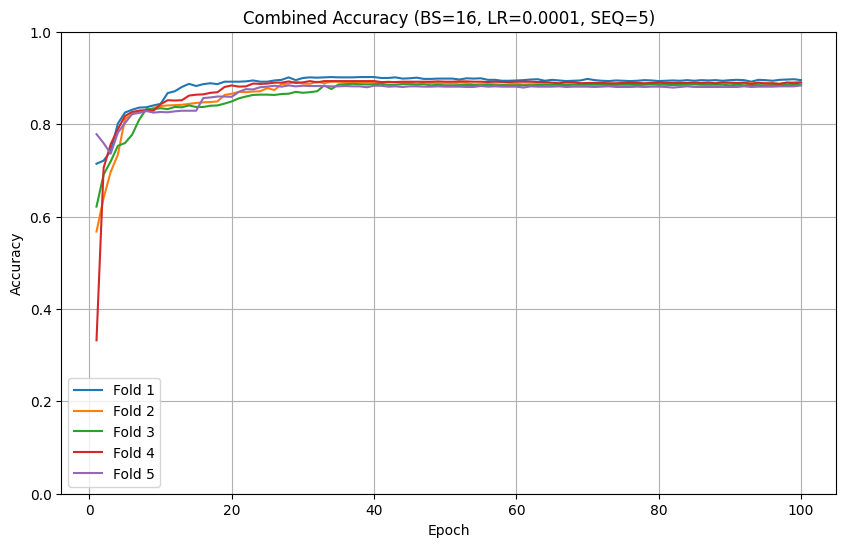 Combined Accuracy (BS=16, LR=0.0001, SEQ=5)
1.0
0.8
0.6
0.4
0.2
0.0
Accuracy
Fold 1
Fold 2
Fold 3
Fold 4
Fold 5
0 20 40 60 80 100
Epoch